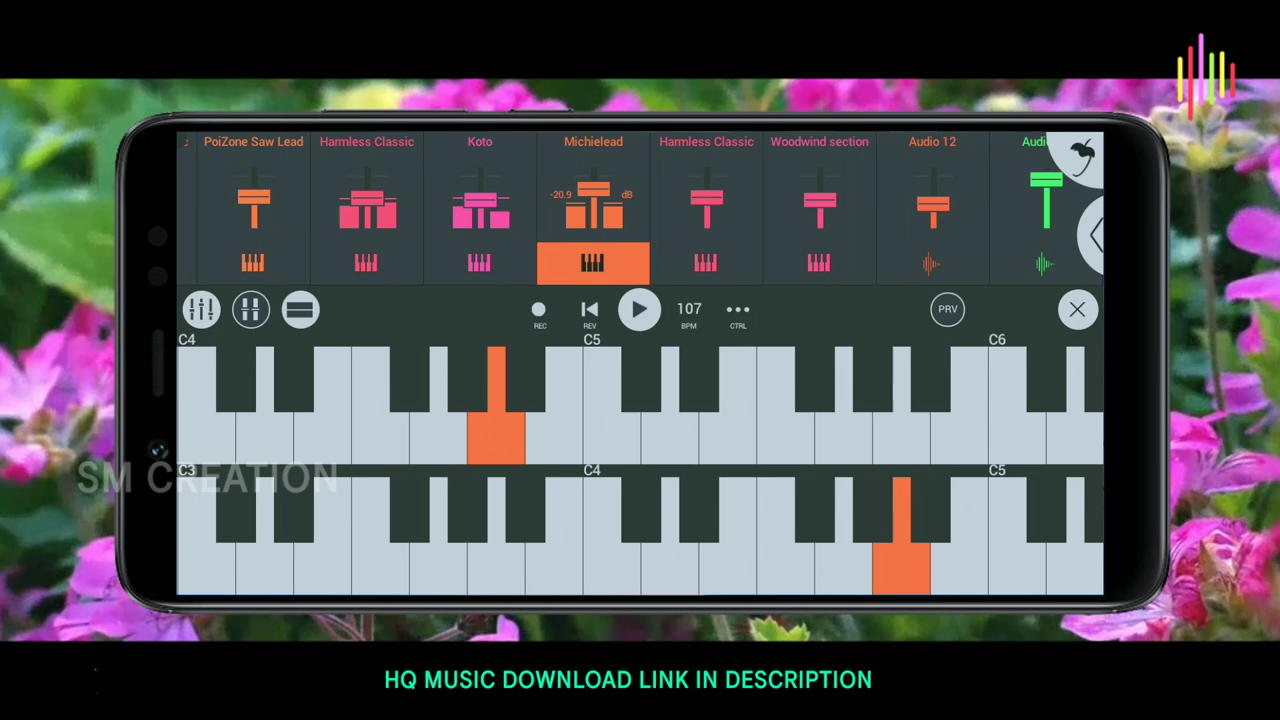 PoiZone Saw Lead
Harmless Classic
Koto
Michielead
Harmless Classic
Woodwind section
Audio 12
Audi
-20.9
dB
REC
REV
107
BPM
CTRL
PRV
C4
C5
C6
C3
C4
C5
SM CREATION
HQ MUSIC DOWNLOAD LINK IN DESCRIPTION